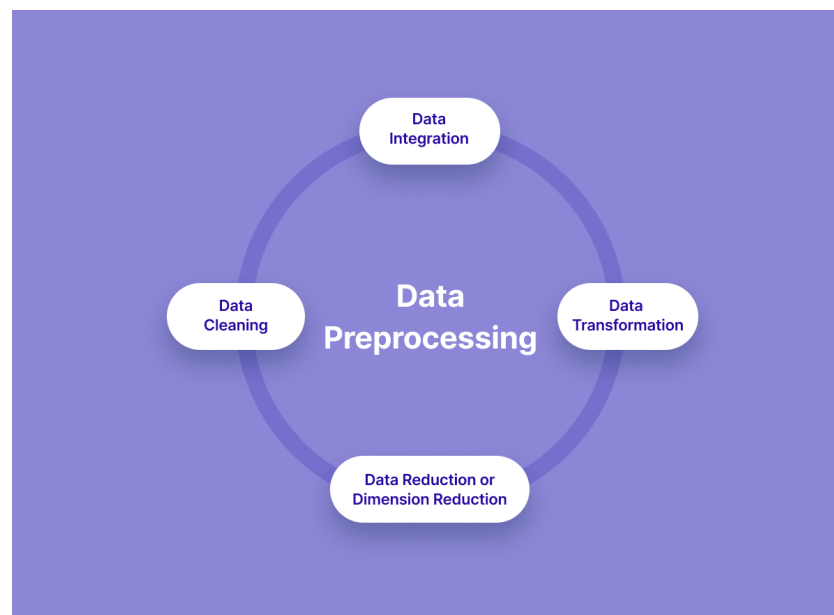 Data
Integration
Data
Cleaning
Data
Preprocessing
Data
Transformation
Data Reduction or
Dimension Reduction